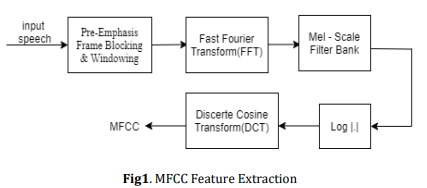 input
speech
Pre-Emphasis
Frame Blocking
& Windowing
Fast Fourier
Transform(FFT)
Mel - Scale
Filter Bank
Log |.|
Discerte Cosine
Transform(DCT)
MFCC
Fig1. MFCC Feature Extraction